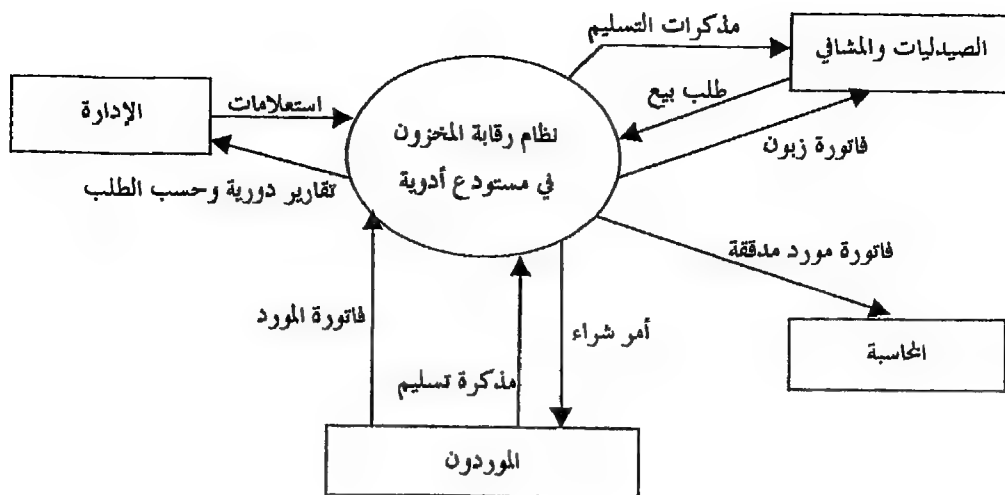 مذكرات التسليم
الصيدليات والمشافي
طلب بيع
استعلامات
الإدارة
نظام رقابة المخزون
في مستودع أدوية
فاتورة زبون
تقارير دورية وحسب الطلب
فاتورة مورد مدققة
فاتورة المورد
أمر شراء
المحاسبة
مذكرة تسليم
الموردون